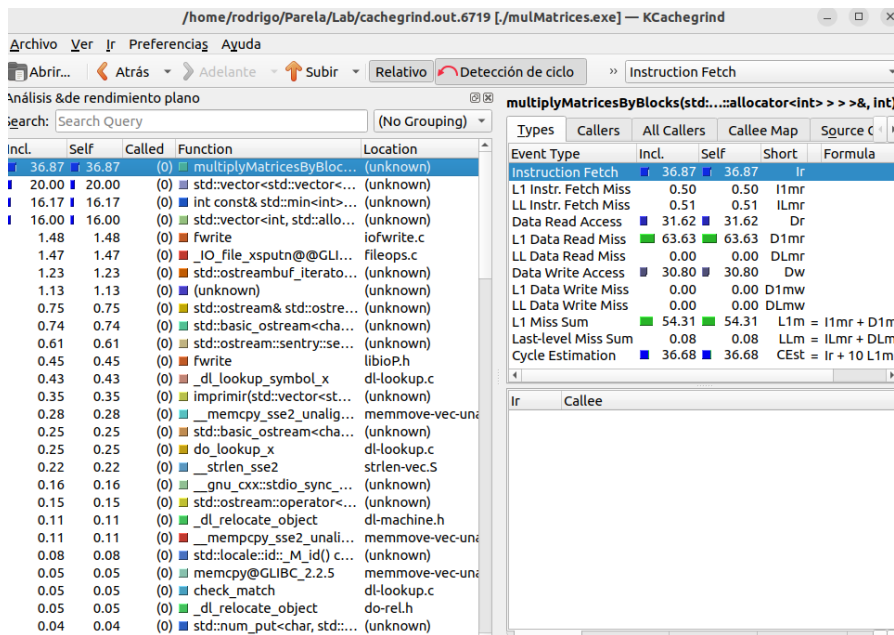 /home/rodrigo/Parela/Lab/cachegrind.out.6719 [./mulMatrices.exe] — KCachegrind
Archivo Ver Ir Preferencias Ayuda
Abrir... Atrás Adelante Subir Relativo Detección de ciclo » Instruction Fetch
Análisis &de rendimiento plano
Search: Search Query (No Grouping)
Incl. Self Called Function Location
36.87 36.87 (0) multiplyMatricesByBloc... (unknown)
20.00 20.00 (0) std::vector<std::vector<... (unknown)
16.17 16.17 (0) int const& std::min<int>... (unknown)
16.00 16.00 (0) std::vector<int, std::allo... (unknown)
1.48 1.48 (0) fwrite iofwrite.c
1.47 1.47 (0) _IO_file_xsputn@@GLI... fileops.c
1.23 1.23 (0) std::ostreambuf_iterato... (unknown)
1.13 1.13 (0) (unknown) (unknown)
0.75 0.75 (0) std::ostream& std::ostre... (unknown)
0.74 0.74 (0) std::basic_ostream<cha... (unknown)
0.61 0.61 (0) std::ostream::sentry::se... (unknown)
0.45 0.45 (0) fwrite libioP.h
0.43 0.43 (0) _dl_lookup_symbol_x dl-lookup.c
0.35 0.35 (0) imprimir(std::vector<st... (unknown)
0.28 0.28 (0) __memcpy_sse2_unalig... memmove-vec-una
0.25 0.25 (0) std::basic_ostream<cha... (unknown)
0.25 0.25 (0) do_lookup_x dl-lookup.c
0.22 0.22 (0) __strlen_sse2 strlen-vec.S
0.16 0.16 (0) __gnu_cxx::stdio_sync_... (unknown)
0.15 0.15 (0) std::ostream::operator<... (unknown)
0.11 0.11 (0) _dl_relocate_object dl-machine.h
0.11 0.11 (0) __mempcpy_sse2_unali... memmove-vec-una
0.08 0.08 (0) std::locale::id::_M_id() c... (unknown)
0.05 0.05 (0) memcpy@GLIBC_2.2.5 memmove-vec-una
0.05 0.05 (0) check_match dl-lookup.c
0.05 0.05 (0) _dl_relocate_object do-rel.h
0.04 0.04 (0) std::num_put<char, std::... (unknown)
multiplyMatricesByBlocks(std:...::allocator<int> > > >&, int)
Types Callers All Callers Callee Map Source C
Event Type Incl. Self Short Formula
Instruction Fetch 36.87 36.87 Ir
L1 Instr. Fetch Miss 0.50 0.50 I1mr
LL Instr. Fetch Miss 0.51 0.51 ILmr
Data Read Access 31.62 31.62 Dr
L1 Data Read Miss 63.63 63.63 D1mr
LL Data Read Miss 0.00 0.00 DLmr
Data Write Access 30.80 30.80 Dw
L1 Data Write Miss 0.00 0.00 D1mw
LL Data Write Miss 0.00 0.00 DLmw
L1 Miss Sum 54.31 54.31 L1m = I1mr + D1m
Last-level Miss Sum 0.08 0.08 LLm = ILmr + DLm
Cycle Estimation 36.68 36.68 CEst = Ir + 10 L1m
Ir Callee